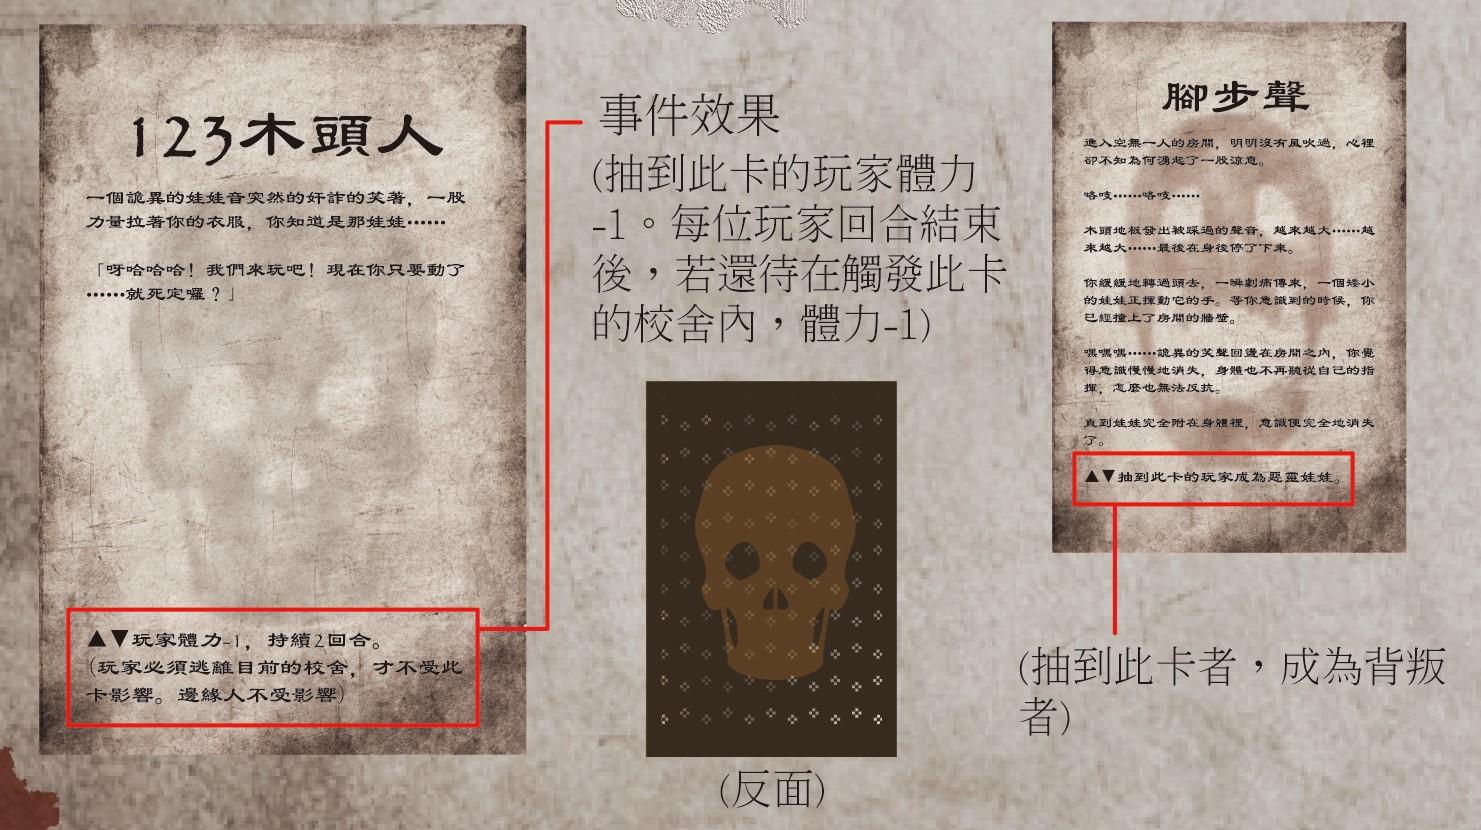 123木頭人
一個詭異的娃娃音突然的奸詐的笑著，一股
力量拉著你的衣服，你知道是那娃娃……
「呀哈哈哈！我們來玩吧！現在你只要動了
……就死定囉？」
▲▼玩家體力-1，持續2回合。
（玩家必須逃離目前的校舍，才不受此
卡影響。邊緣人不受影響）
事件效果
(抽到此卡的玩家體力
-1。每位玩家回合結束
後，若還待在觸發此卡
的校舍內，體力-1)
(反面)
腳步聲
進入空無一人的房間，明明沒有風吹過，心裡
卻不知為何湧起了一股涼意。
咯吱……咯吱……
木頭地板發出被踩過的聲音，越來越大……越
來越大……最後在身後停了下來。
你緩緩地轉過頭去，一瞬劇痛傳來，一個矮小
的娃娃正揮動它的手。等你意識到的時候，你
已經撞上了房間的牆壁。
嘿嘿嘿……詭異的笑聲回盪在房間之內，你覺
得意識慢慢地消失，身體也不再聽從自己的指
揮，怎麼也無法反抗。
直到娃娃完全附在身體裡，意識便完全地消失
了。
▲▼抽到此卡的玩家成為惡靈娃娃。
(抽到此卡者，成為背叛
者)